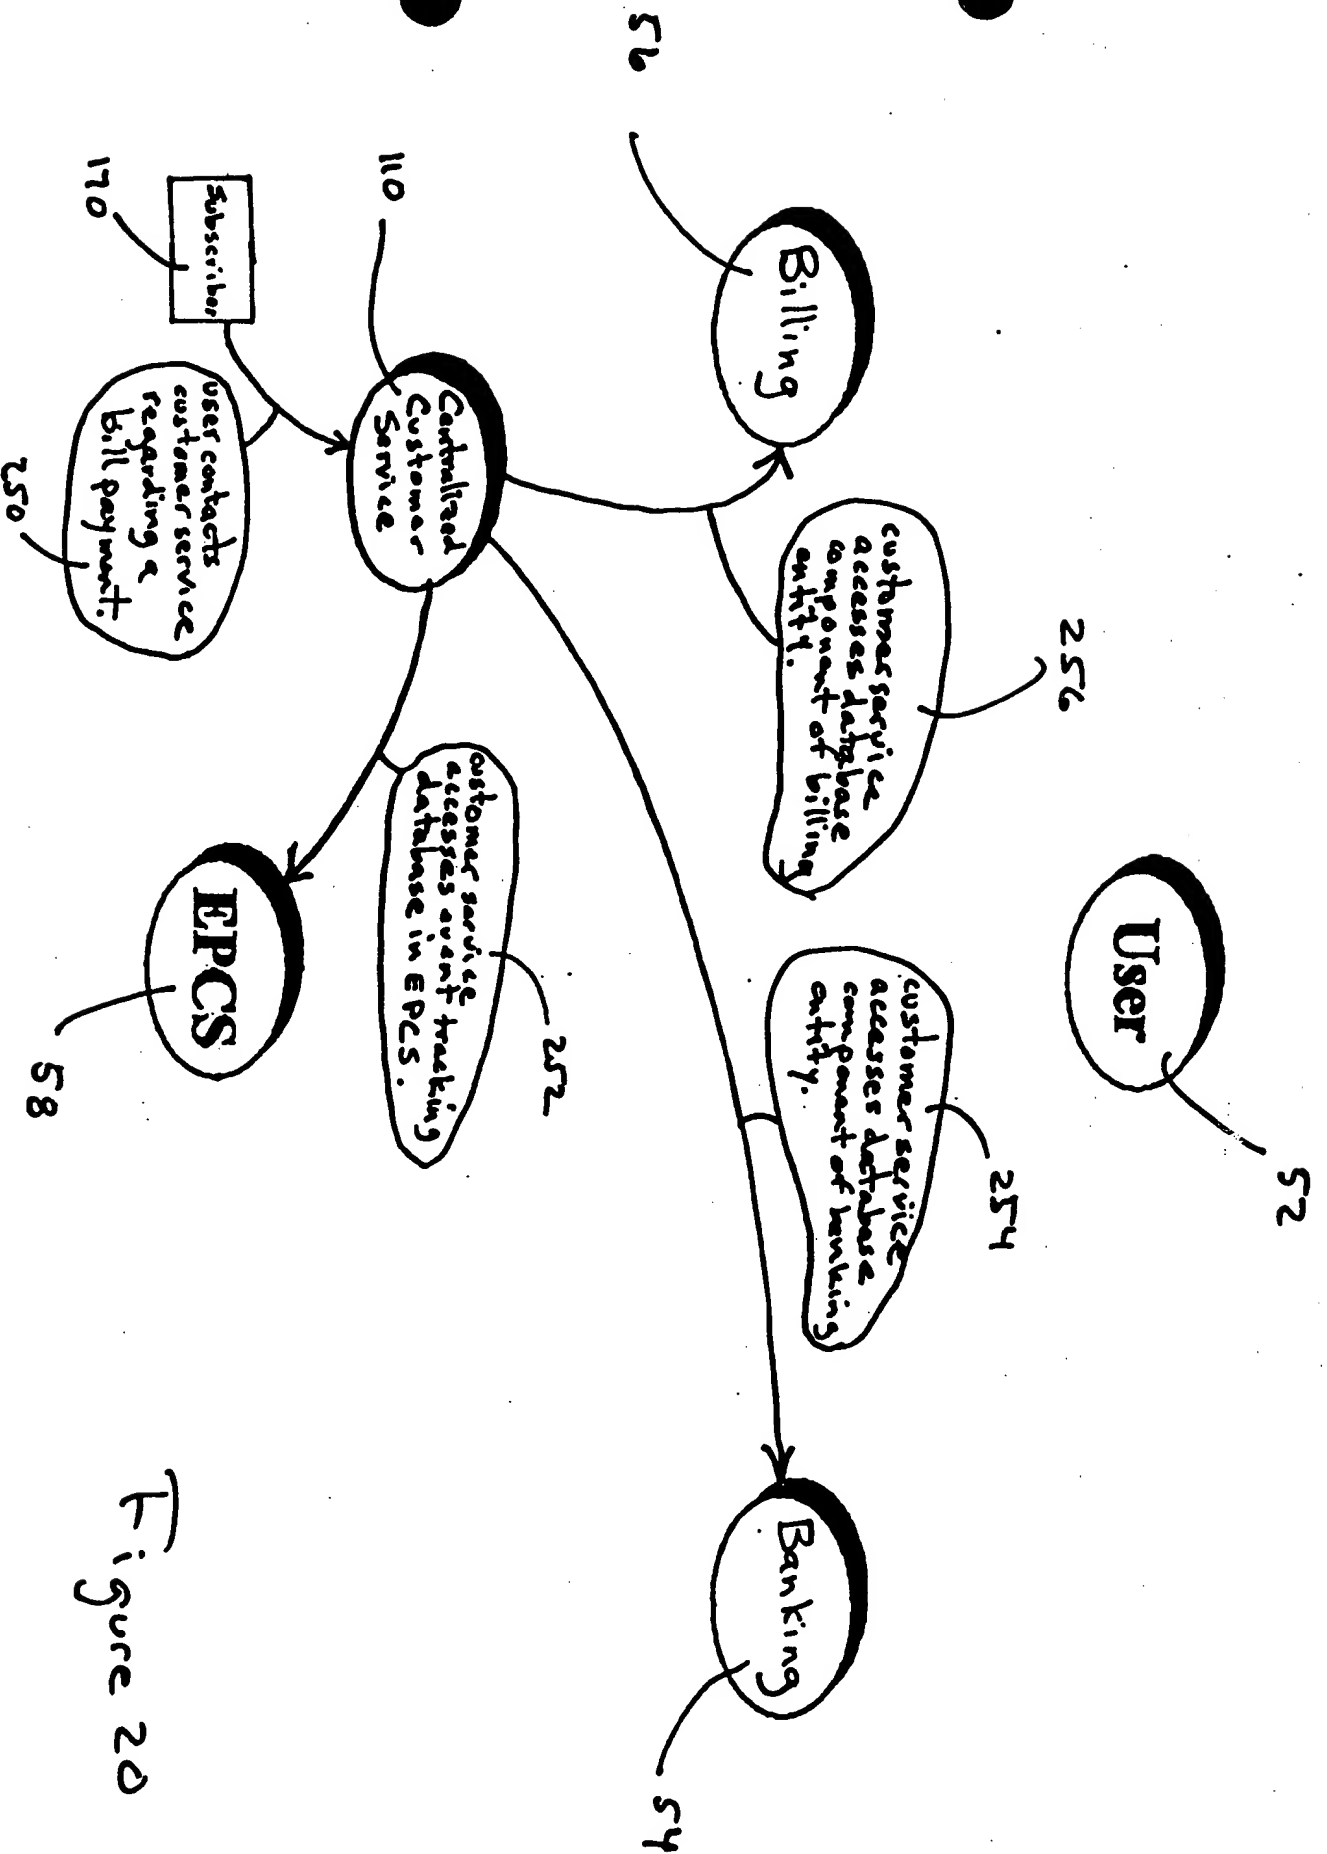 52
User
256
customer service
accesses database
component of billing
entity.
254
customer service
accesses database
component of banking
entity.
Billing
56
Banking
54
252
customer service
accesses event tracking
database in EPCS.
110
Centralized
Customer
Service
Subscriber
170
user contacts
customer service
regarding a
bill payment.
250
EPCS
58
Figure 20